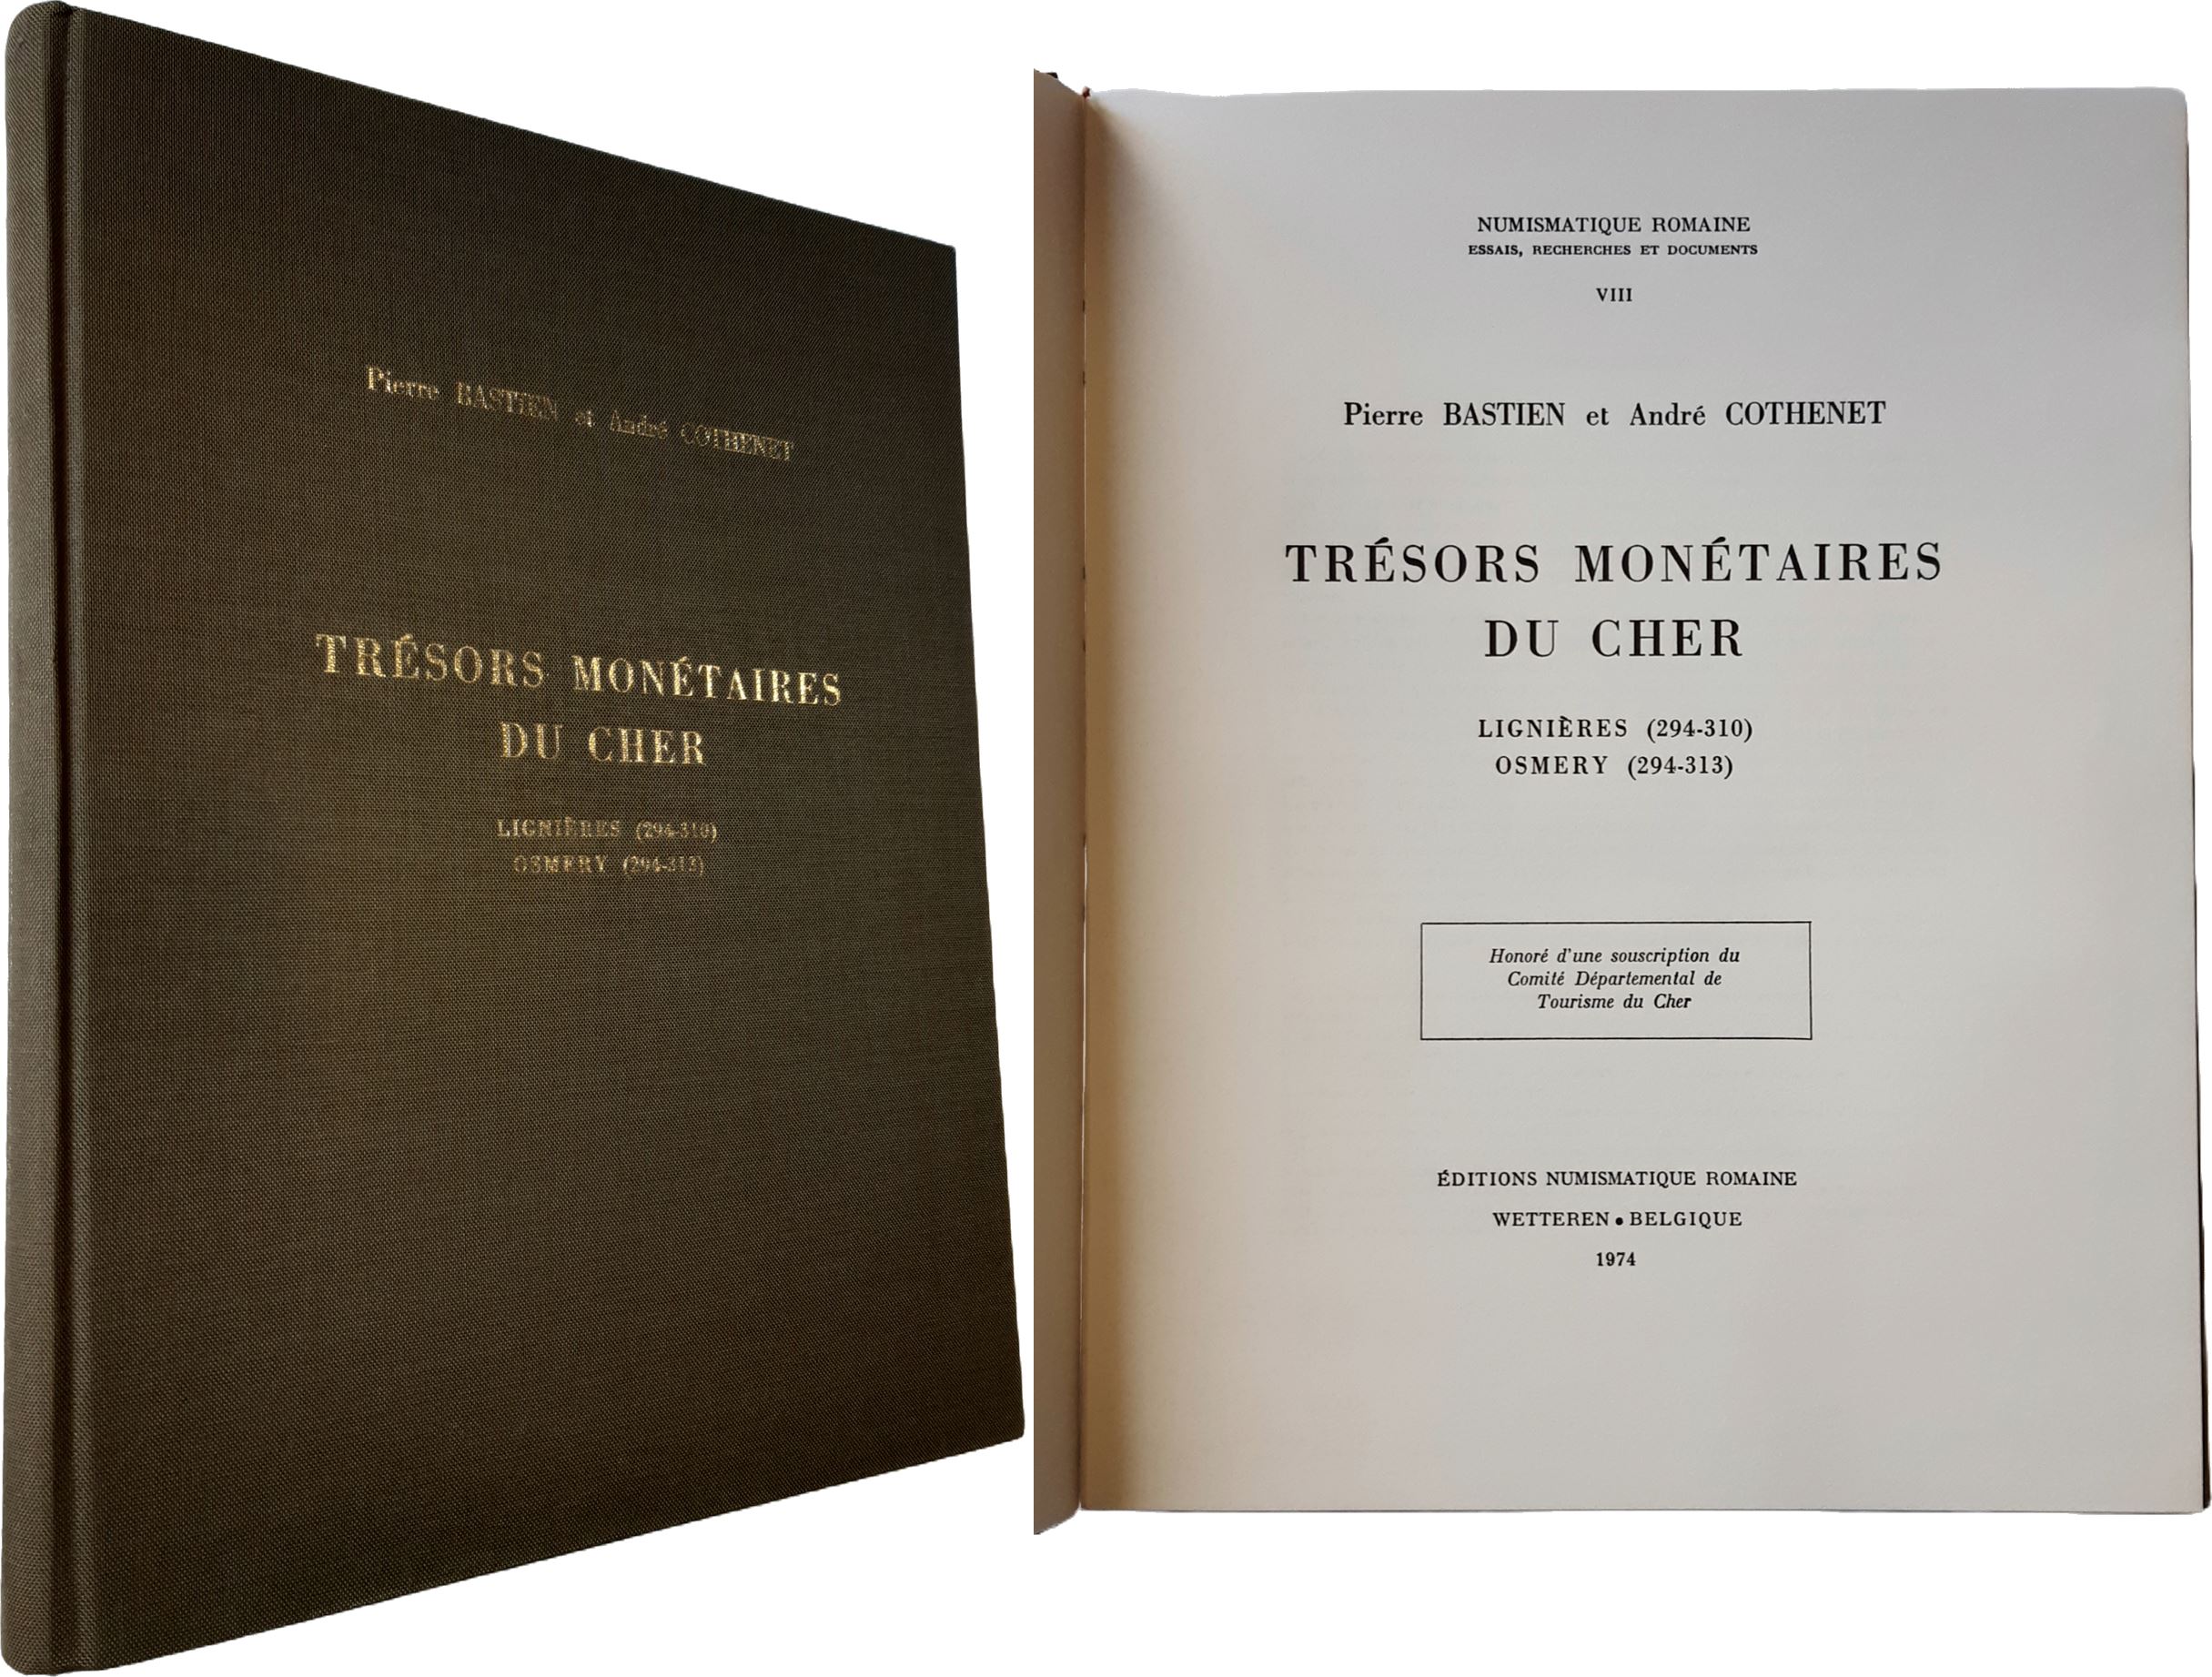 Pierre BASTIEN et André COTHENET
TRÉSORS MONÉTAIRES
DU CHER
LIGNIÈRES (294-310)
OSMERY (294-313)
NUMISMATIQUE ROMAINE
ESSAIS, RECHERCHES ET DOCUMENTS
VIII
Pierre BASTIEN et André COTHENET
TRÉSORS MONÉTAIRES
DU CHER
LIGNIÈRES (294-310)
OSMERY (294-313)
Honoré d'une souscription du
Comité Départemental de
Tourisme du Cher
ÉDITIONS NUMISMATIQUE ROMAINE
WETTEREN • BELGIQUE
1974